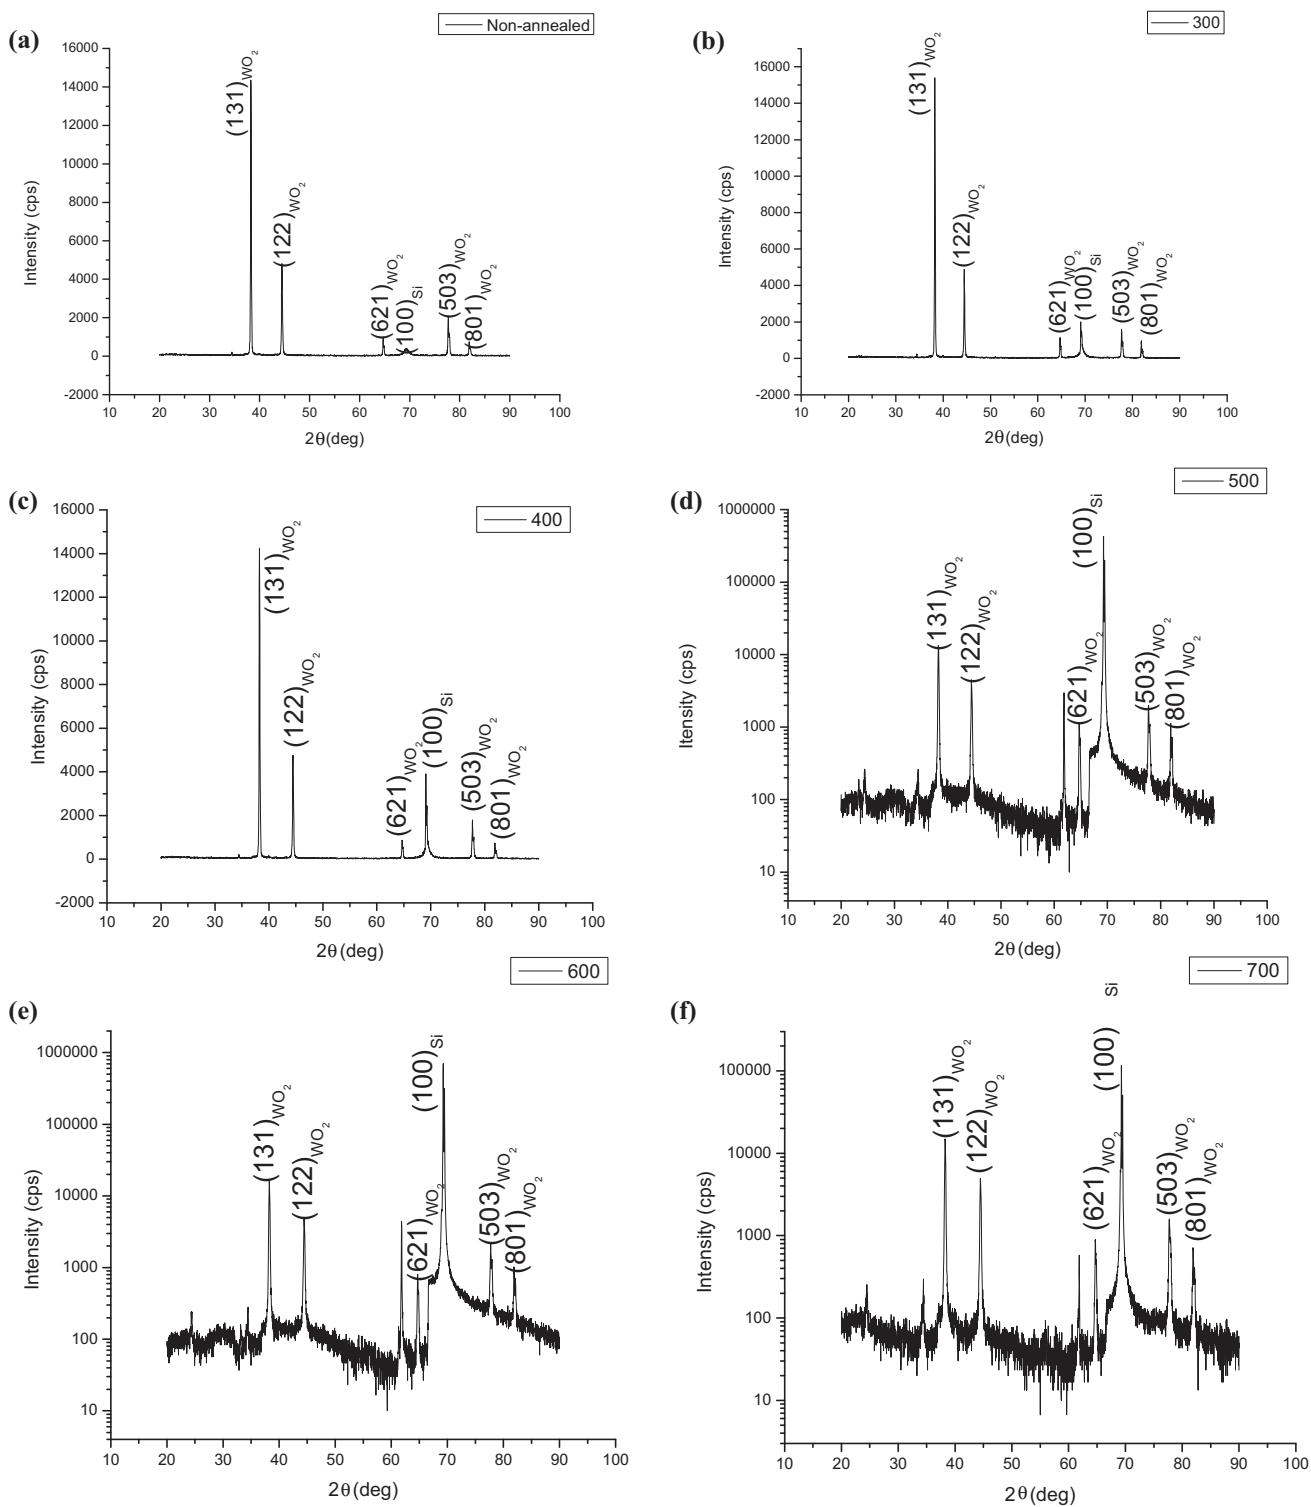 (a)
Non-annealed
16000
14000
12000
10000
8000
6000
4000
2000
0
-2000
Intensity (cps)
(131)WO2
(122)WO2
(621)WO2
(100)Si
(503)WO2
(801)WO2
10 20 30 40 50 60 70 80 90 100
2θ(deg)
(b)
300
16000
14000
12000
10000
8000
6000
4000
2000
0
-2000
Intensity (cps)
(131)WO2
(122)WO2
(621)WO2
(100)Si
(503)WO2
(801)WO2
10 20 30 40 50 60 70 80 90 100
2θ(deg)
(c)
400
16000
14000
12000
10000
8000
6000
4000
2000
0
-2000
Intensity (cps)
(131)WO2
(122)WO2
(621)WO2
(100)Si
(503)WO2
(801)WO2
10 20 30 40 50 60 70 80 90 100
2θ(deg)
(d)
500
1000000
100000
10000
1000
100
10
Itensity (cps)
(131)WO2
(122)WO2
(621)WO2
(100)Si
(503)WO2
(801)WO2
10 20 30 40 50 60 70 80 90 100
2θ (deg)
(e)
600
1000000
100000
10000
1000
100
10
Intensity (cps)
(131)WO2
(122)WO2
(621)WO2
(100)Si
(503)WO2
(801)WO2
10 20 30 40 50 60 70 80 90 100
2θ(deg)
(f)
700
100000
10000
1000
100
10
Intensity (cps)
(131)WO2
(122)WO2
(621)WO2
(100)
Si
(503)WO2
(801)WO2
10 20 30 40 50 60 70 80 90 100
2θ (deg)